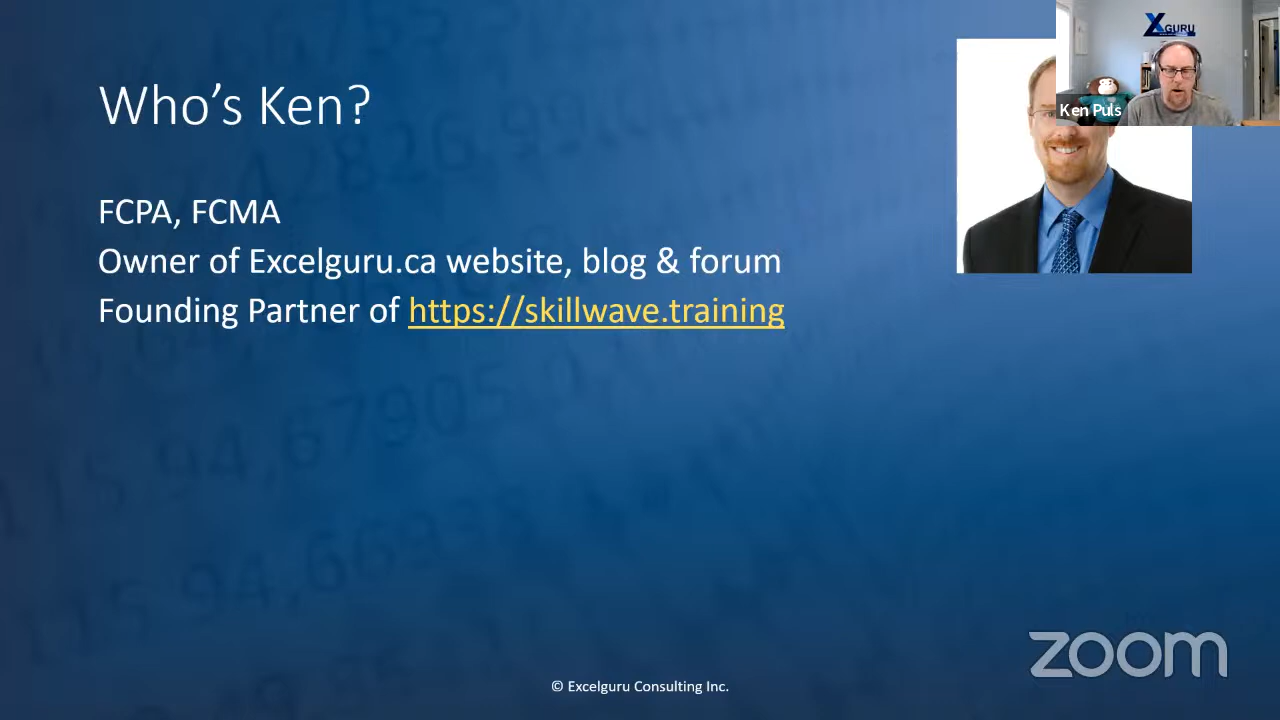 Who's Ken?
FCPA, FCMA
Owner of Excelguru.ca website, blog & forum
Founding Partner of https://skillwave.training
XGURU
Ken Puls
© Excelguru Consulting Inc.
zoom